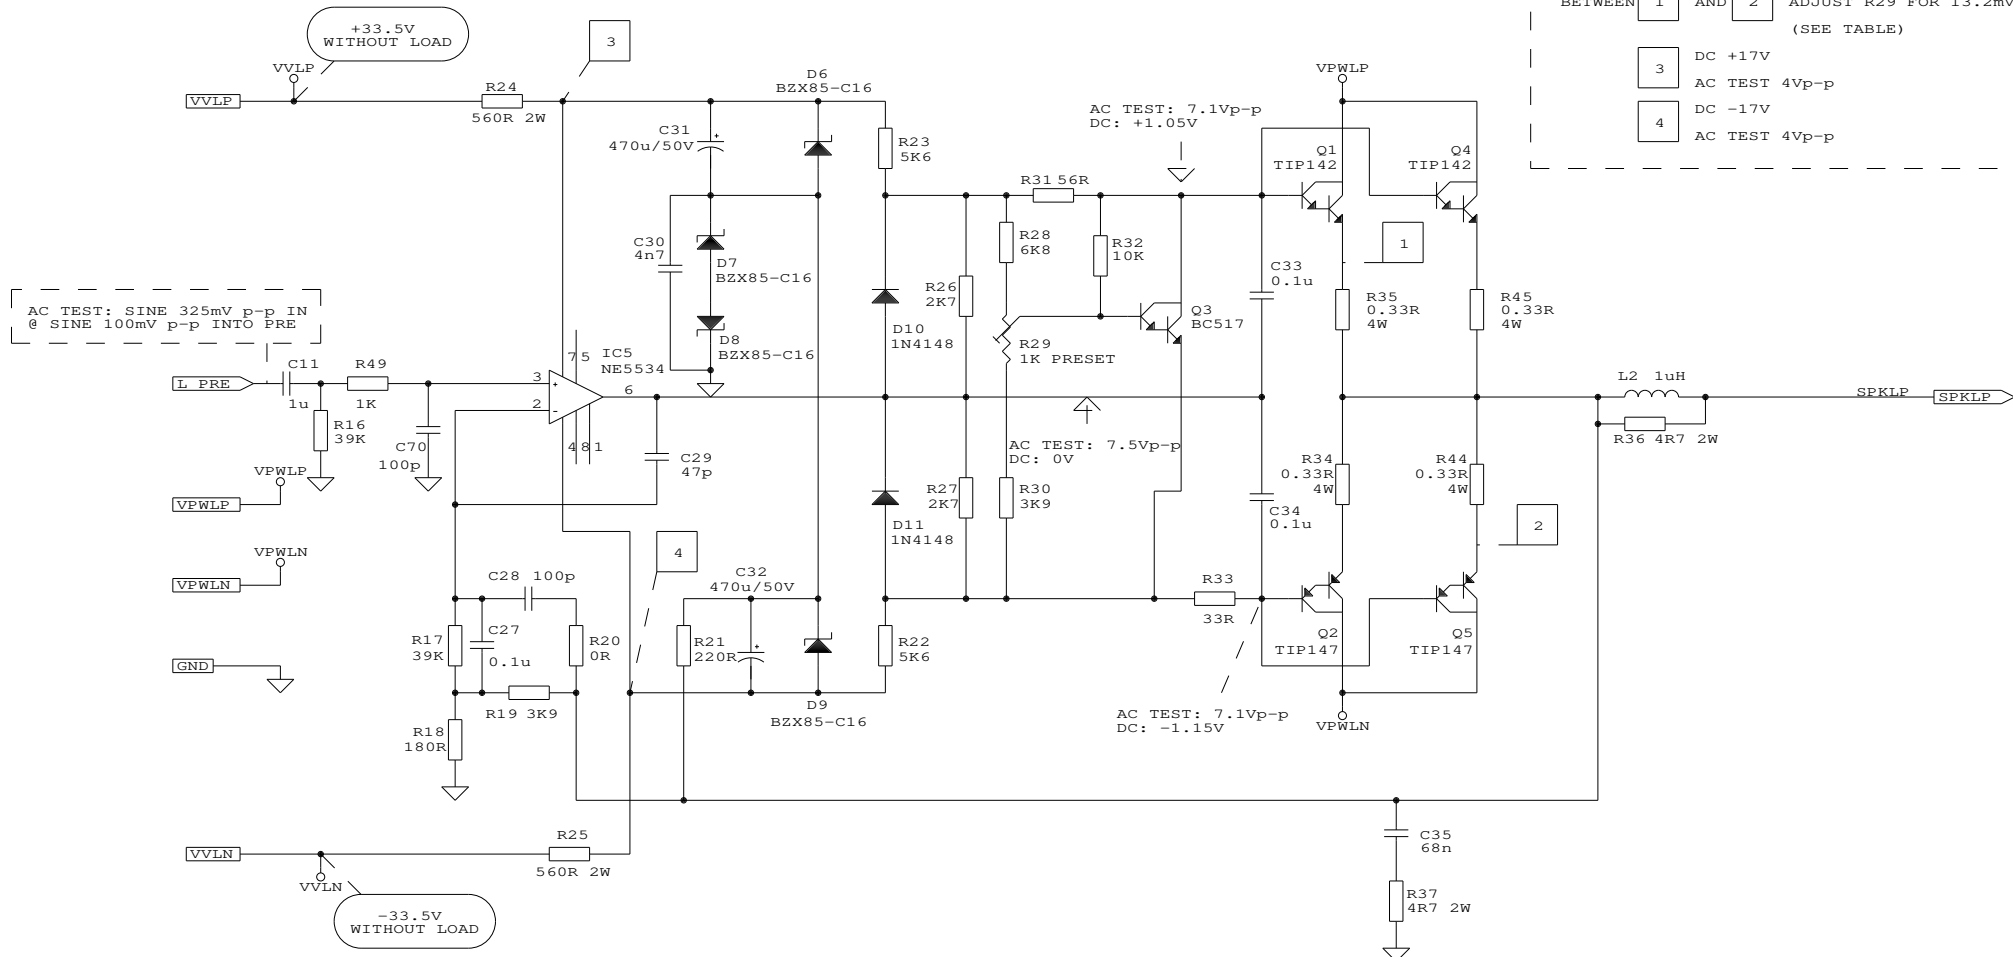 BETWEEN 1 AND 2 ADJUST R29 FOR 13.2mV
(SEE TABLE)
3 DC +17V
AC TEST 4Vp-p
4 DC -17V
AC TEST 4Vp-p
+33.5V
WITHOUT LOAD
3
VVLP
VVLP
R24
560R 2W
D6
BZX85-C16
C31
+
470u/50V
R23
5K6
AC TEST: 7.1Vp-p
DC: +1.05V
VPWLP
Q1
TIP142
Q4
TIP142
R31 56R
C30
4n7
D7
BZX85-C16
R28
6K8
R32
10K
1
C33
0.1u
R26
2K7
R35
0.33R
4W
R45
0.33R
4W
AC TEST: SINE 325mV p-p IN
@ SINE 100mV p-p INTO PRE
D8
BZX85-C16
D10
1N4148
Q3
BC517
R29
1K PRESET
C11
1u
R49
1K
L PRE
3
2
+
-
7 5
IC5
NE5534
6
4 8 1
L2 1uH
SPKLP
SPKLP
R36 4R7 2W
R16
39K
C70
100p
C29
47p
AC TEST: 7.5Vp-p
DC: 0V
R34
0.33R
4W
R44
0.33R
4W
VPWLP
VPWLP
R27
2K7
R30
3K9
C34
0.1u
D11
1N4148
2
VPWLN
VPWLN
4
C28 100p
C32
470u/50V
+
R33
33R
R17
39K
C27
0.1u
R20
0R
R21
220R
R22
5K6
Q2
TIP147
Q5
TIP147
GND
R19 3K9
D9
BZX85-C16
R18
180R
AC TEST: 7.1Vp-p
DC: -1.15V
VPWLN
R25
560R 2W
VVLN
VVLN
C35
68n
R37
4R7 2W
-33.5V
WITHOUT LOAD